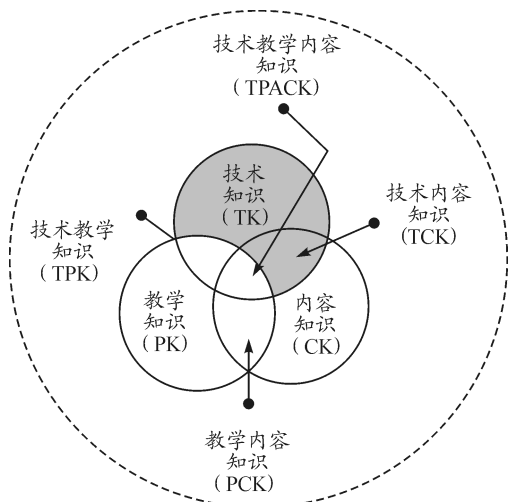 技术教学内容
知识
(TPACK)
技术
知识
(TK)
技术内容
知识
(TCK)
技术教学
知识
(TPK)
教学
知识
(PK)
内容
知识
(CK)
教学内容
知识
(PCK)